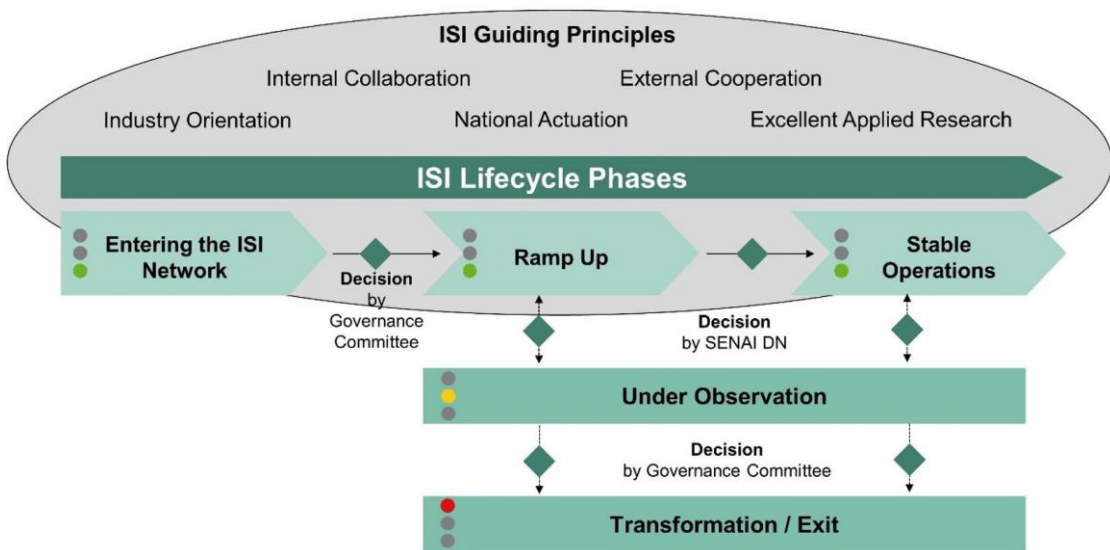 ISI Guiding Principles
Internal Collaboration
External Cooperation
Industry Orientation
National Actuation
Excellent Applied Research
ISI Lifecycle Phases
Entering the ISI
Network
Decision
by
Governance
Committee
Ramp Up
Stable
Operations
Decision
by SENAI DN
Under Observation
Decision
by Governance Committee
Transformation / Exit